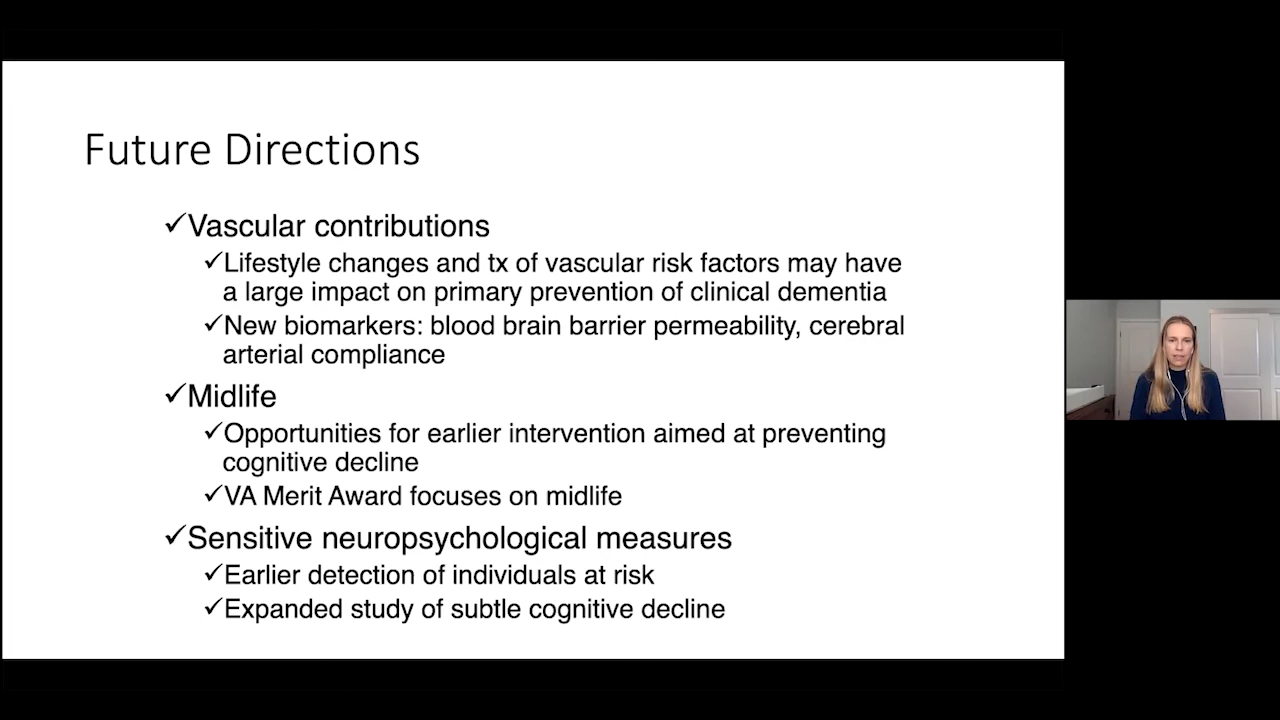 Future Directions
✓Vascular contributions
✓Lifestyle changes and tx of vascular risk factors may have
a large impact on primary prevention of clinical dementia
✓New biomarkers: blood brain barrier permeability, cerebral
arterial compliance
✓Midlife
✓Opportunities for earlier intervention aimed at preventing
cognitive decline
✓VA Merit Award focuses on midlife
✓Sensitive neuropsychological measures
✓Earlier detection of individuals at risk
✓Expanded study of subtle cognitive decline